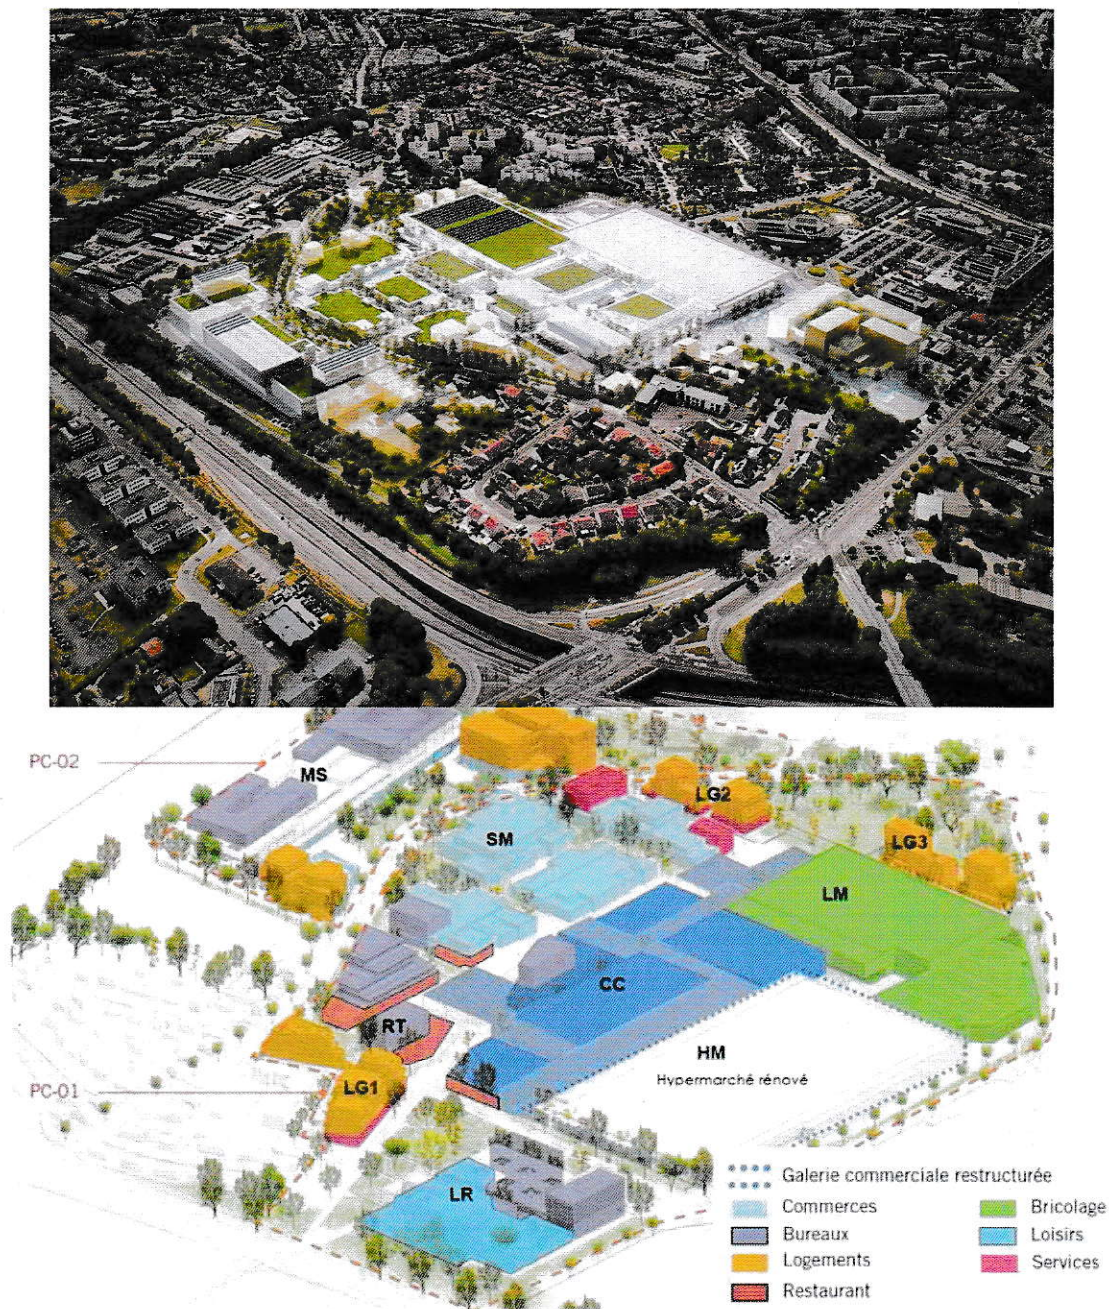 PC-02
MS
LG2
SM
LG3
LM
CC
RT
HM
Hypermarché rénové
LG1
PC-01
LR
Galerie commerciale restructurée
Commerces
Bricolage
Bureaux
Loisirs
Logements
Services
Restaurant